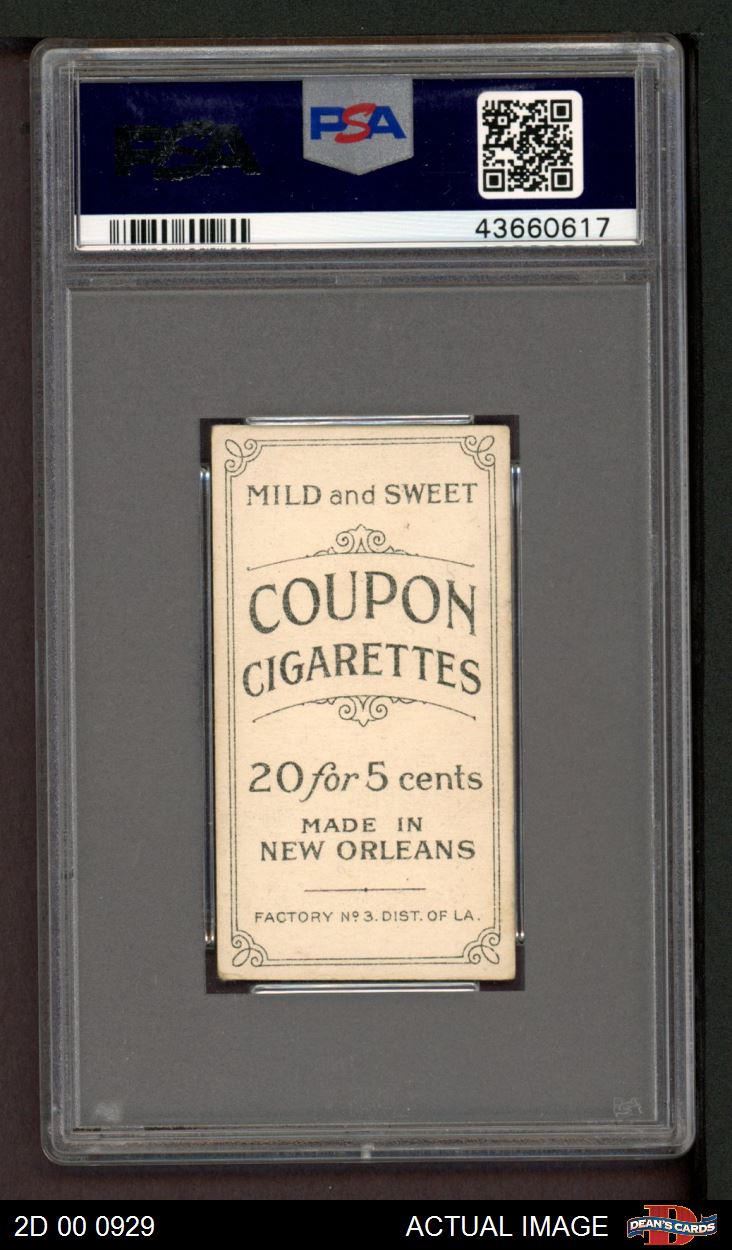 PSA
PSA
43660617
MILD and SWEET
COUPON
CIGARETTES
20 for 5 cents
MADE IN
NEW ORLEANS
FACTORY Nº 3. DIST. OF LA.
PSA
2D 00 0929
ACTUAL IMAGE
DEAN'S CARDS